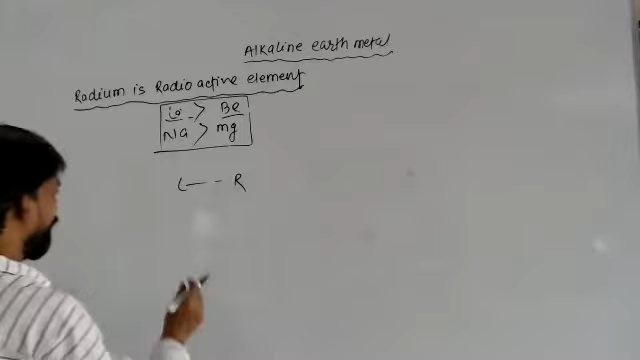 Alkaline earth metal
Radium is Radio active element
Li > Be
Na > mg
L — - R